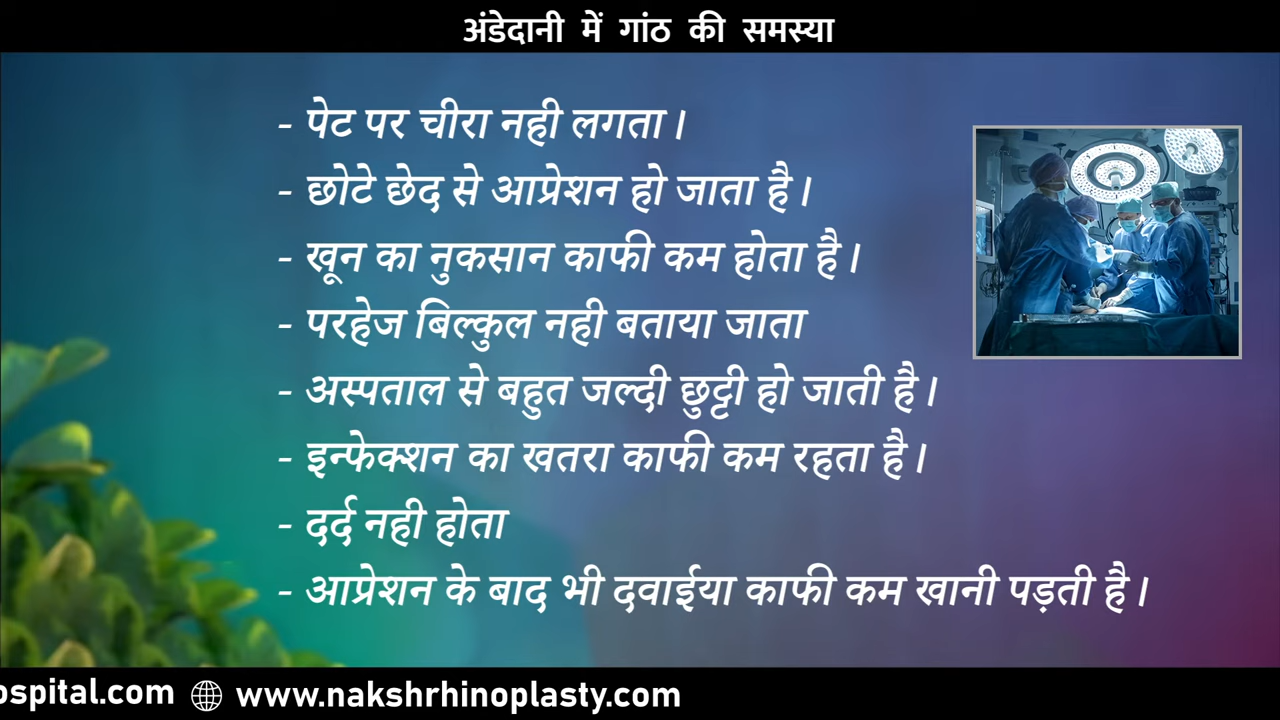 अंडेदानी में गांठ की समस्या
- पेट पर चीरा नही लगता।
- छोटे छेद से आप्रेशन हो जाता है।
- खून का नुकसान काफी कम होता है।
- परहेज बिल्कुल नही बताया जाता
- अस्पताल से बहुत जल्दी छुट्टी हो जाती है।
- इन्फेक्शन का खतरा काफी कम रहता है।
- दर्द नही होता
- आप्रेशन के बाद भी दवाईया काफी कम खानी पड़ती है।
ospital.com www.nakshrhinoplasty.com